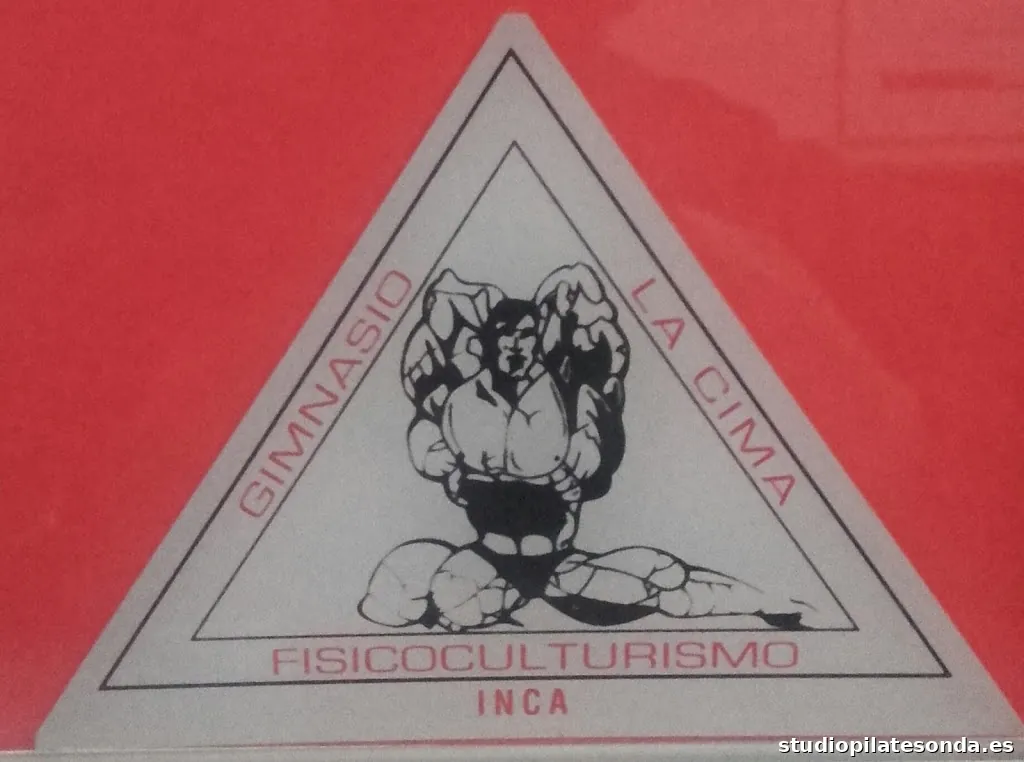 GIMNASIO
LA CIMA
FISICOCULTURISMO
INCA
studiopilatesonda.es